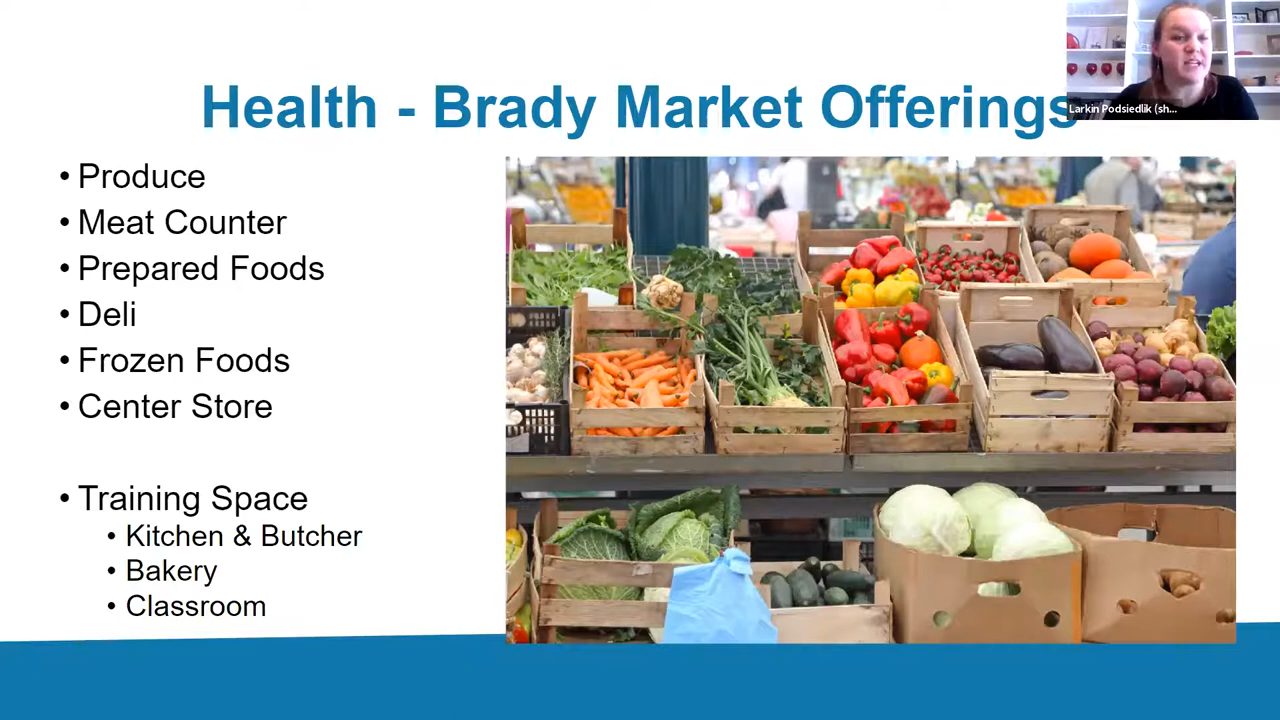 Health - Brady Market Offerings
Larkin Podsiedlik (sh...
• Produce
• Meat Counter
• Prepared Foods
• Deli
• Frozen Foods
• Center Store
• Training Space
• Kitchen & Butcher
• Bakery
• Classroom